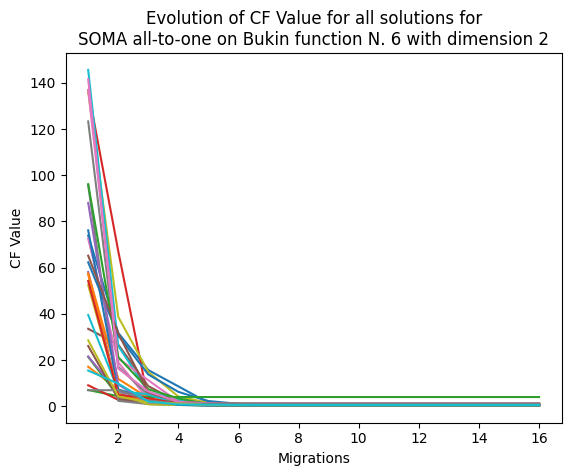 Evolution of CF Value for all solutions for
SOMA all-to-one on Bukin function N. 6 with dimension 2
CF Value
140
120
100
80
60
40
20
0
2 4 6 8 10 12 14 16
Migrations